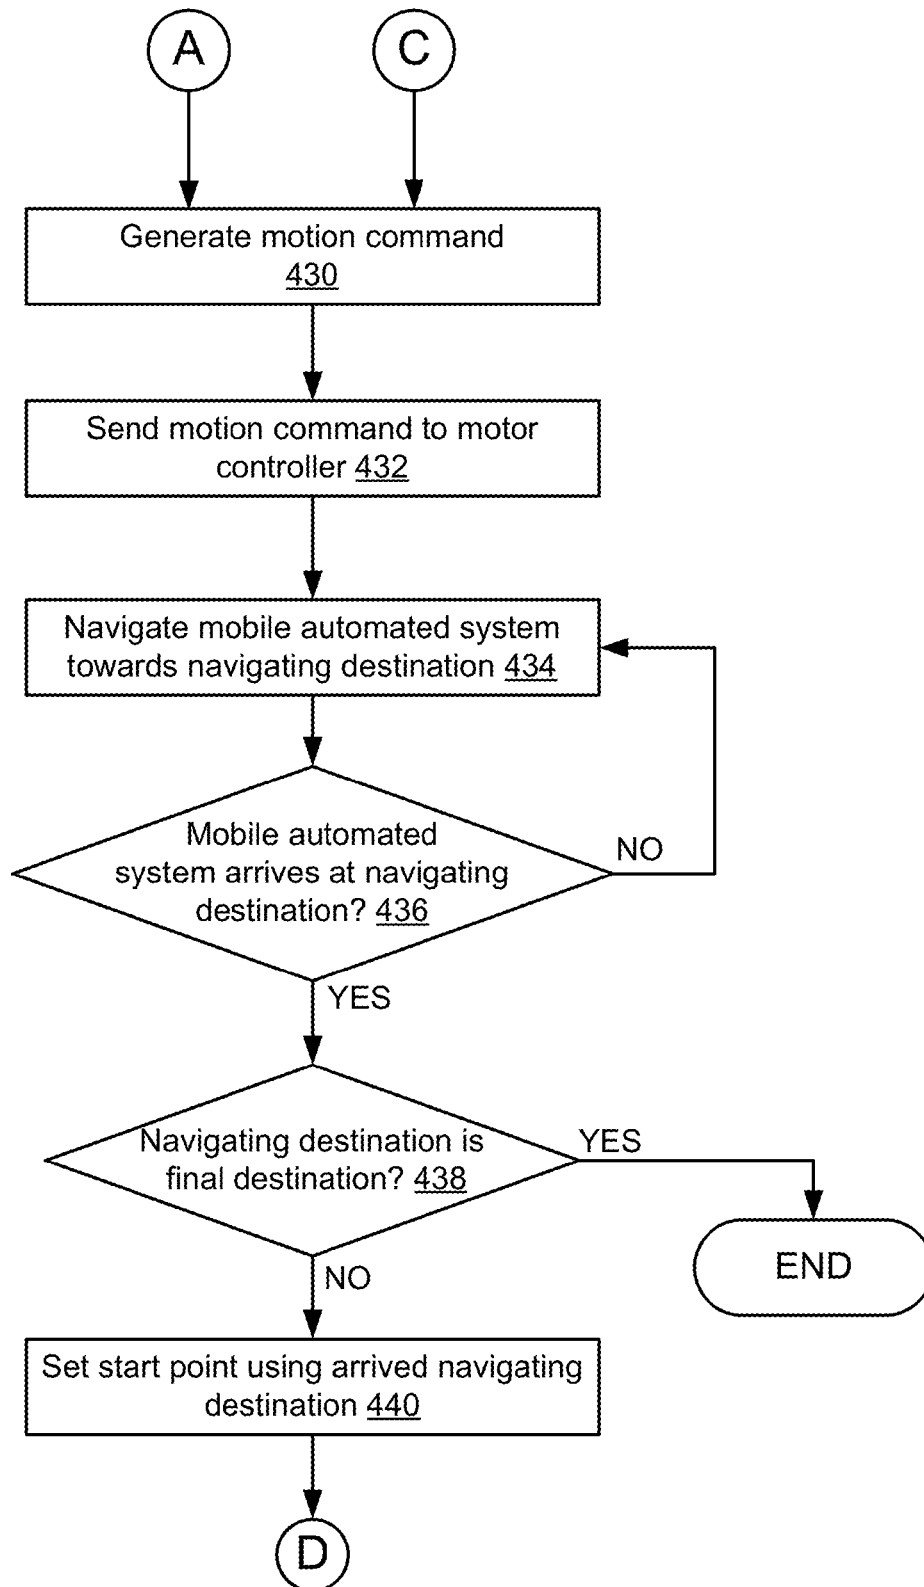 A
C
Generate motion command
430
Send motion command to motor
controller 432
Navigate mobile automated system
towards navigating destination 434
Mobile automated
system arrives at navigating
destination? 436
NO
YES
Navigating destination is
final destination? 438
YES
END
NO
Set start point using arrived navigating
destination 440
D